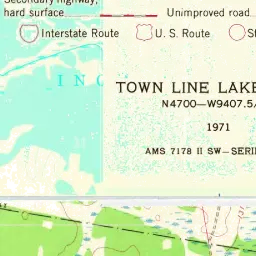 Secondary highway,
hard surface
Unimproved road
Interstate Route
U. S. Route
TOWN LINE LAKE
N4700—W9407.5/
1971
AMS 7178 II SW—SERI